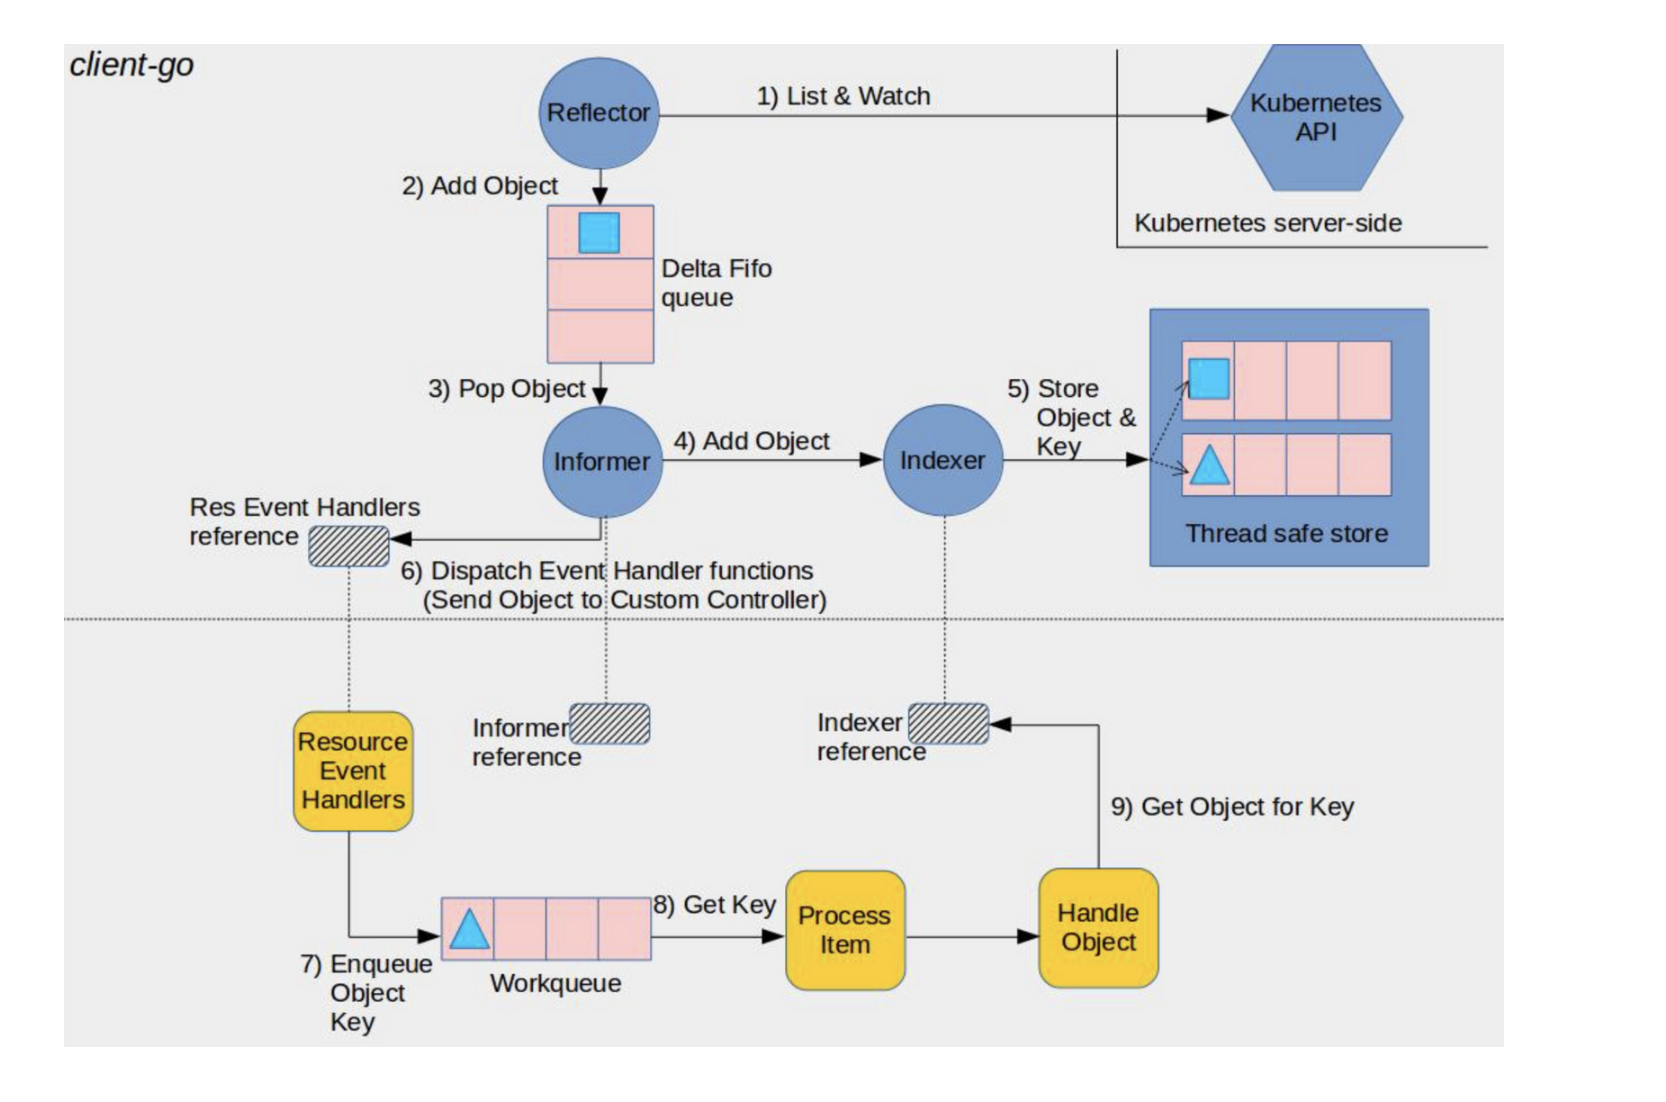 client-go
Reflector
1) List & Watch
Kubernetes
API
Kubernetes server-side
2) Add Object
Delta Fifo
queue
3) Pop Object
Informer
4) Add Object
Indexer
5) Store
Object &
Key
Thread safe store
Res Event Handlers
reference
6) Dispatch Event Handler functions
(Send Object to Custom Controller)
Resource
Event
Handlers
Informer
reference
Indexer
reference
9) Get Object for Key
7) Enqueue
Object
Key
Workqueue
8) Get Key
Process
Item
Handle
Object